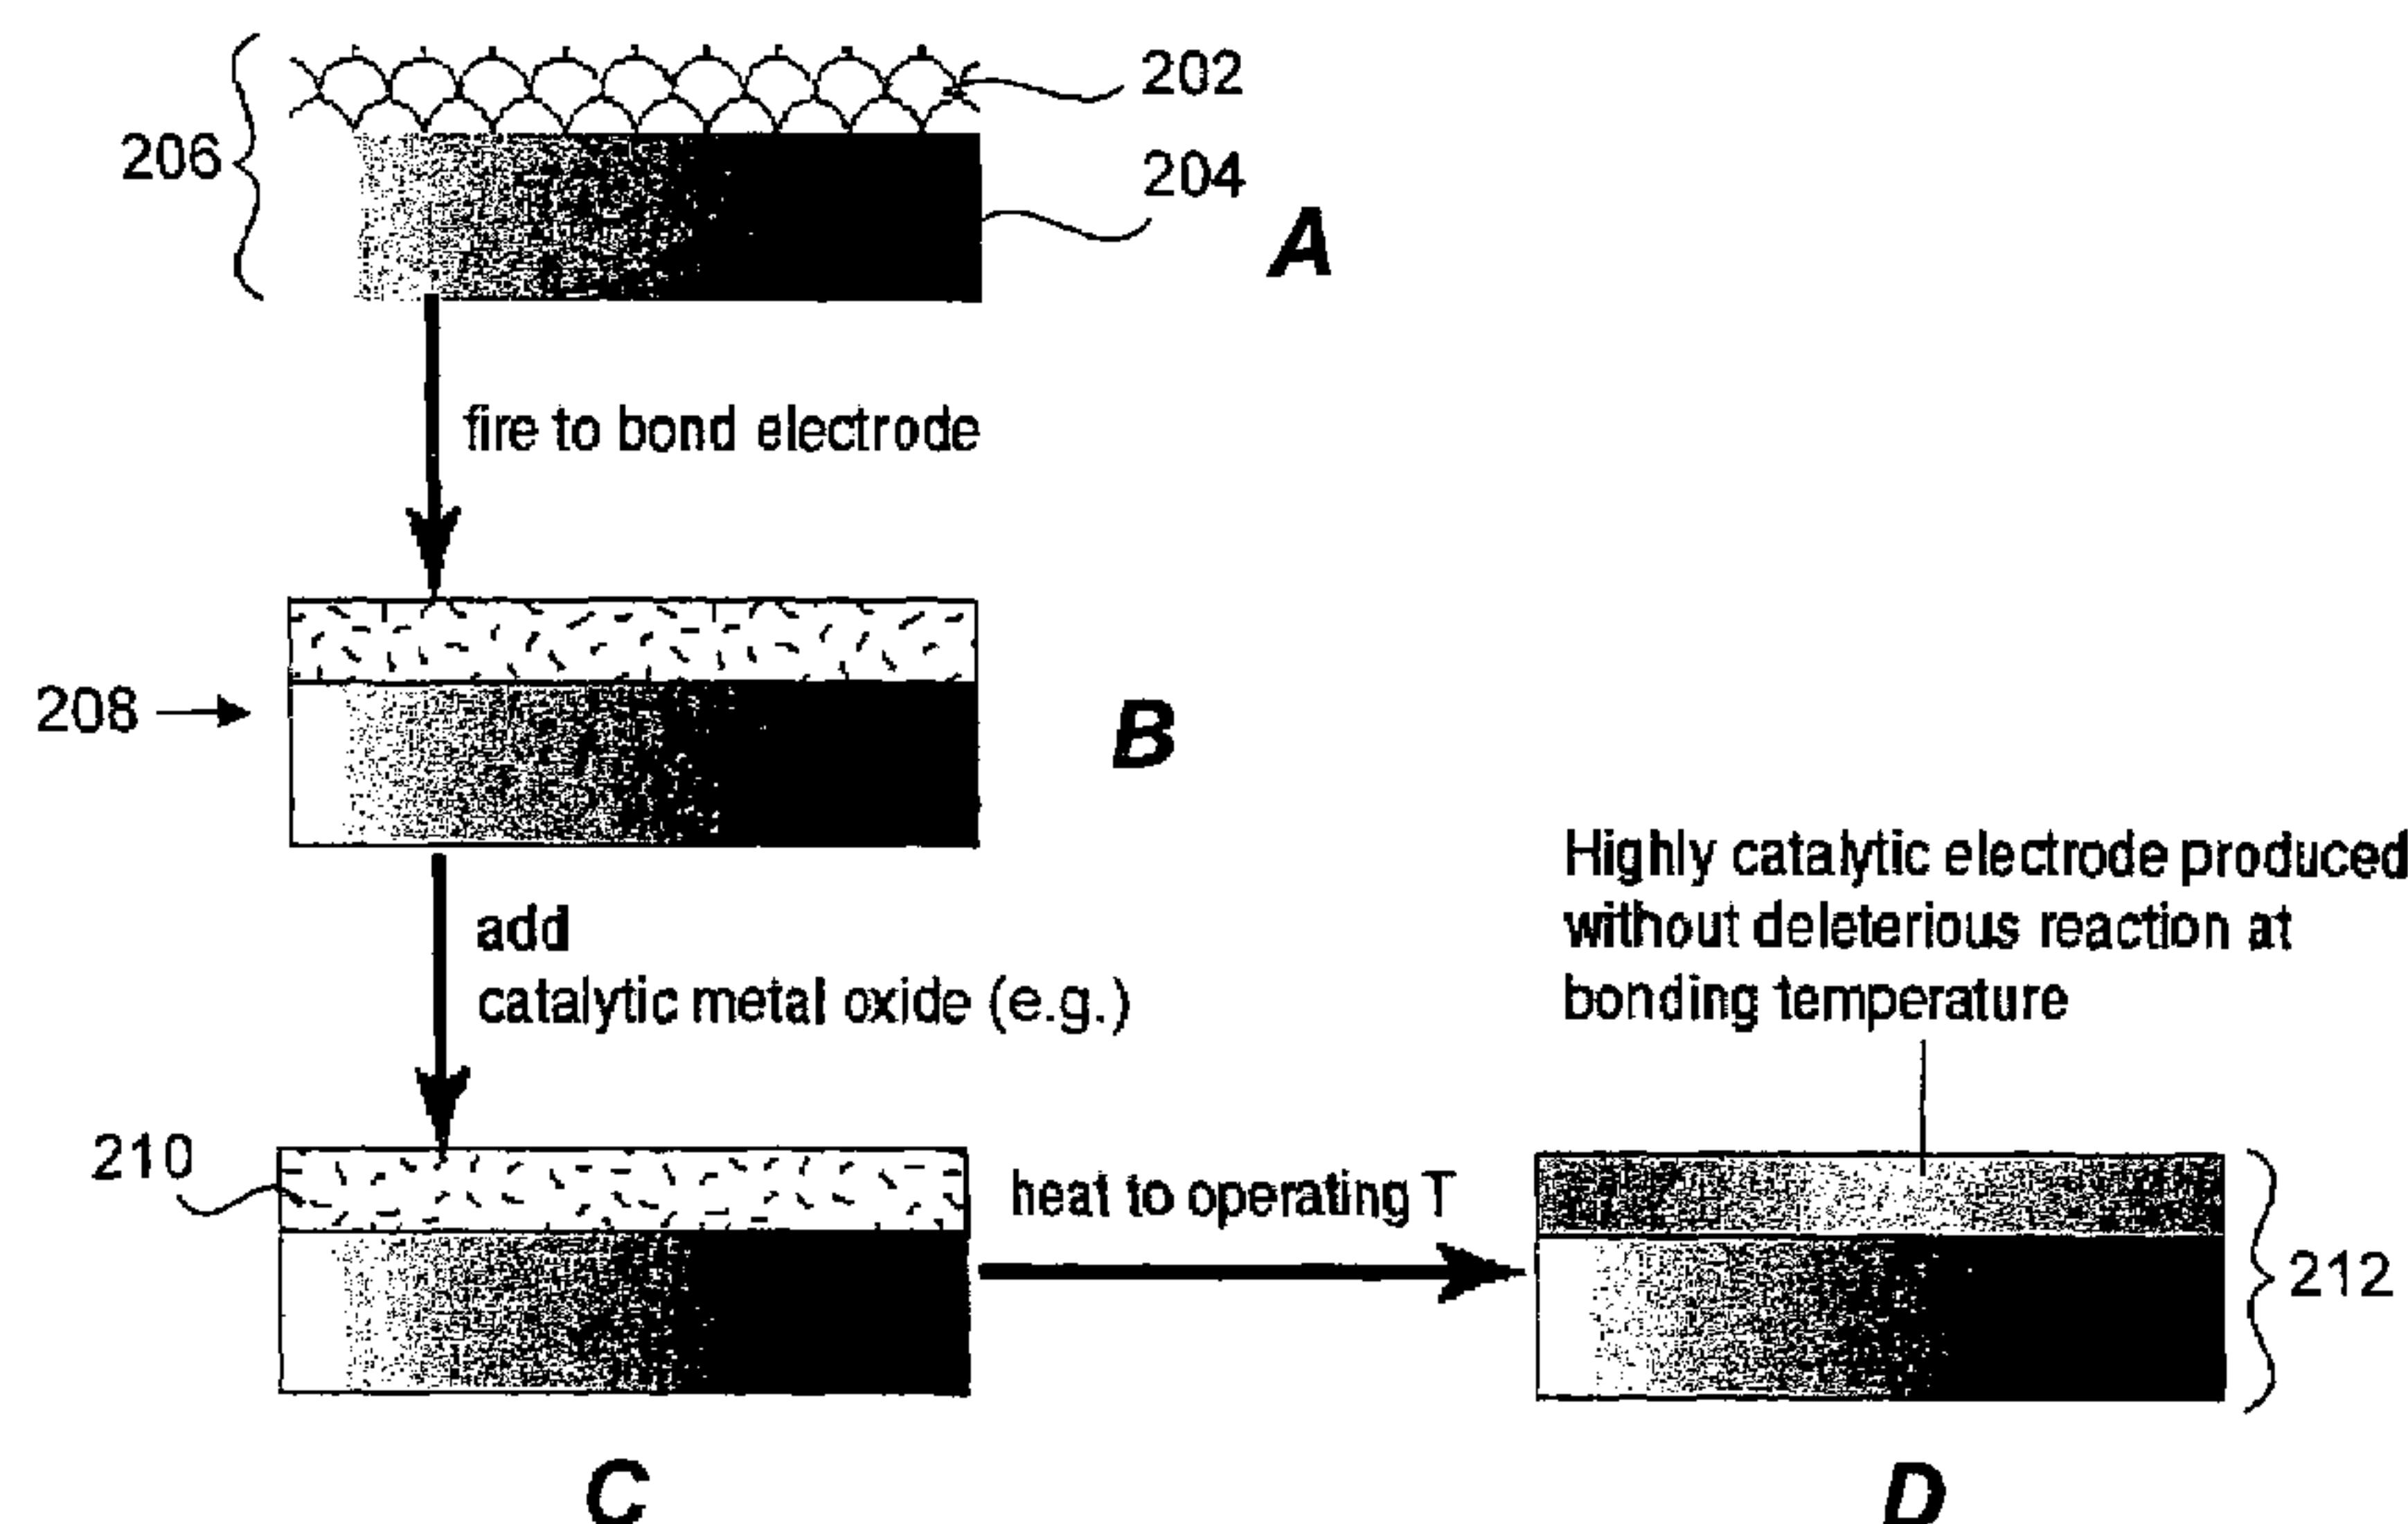 202
206
204
A
fire to bond electrode
208
B
add
catalytic metal oxide (e.g.)
Highly catalytic electrode produced
without deleterious reaction at
bonding temperature
210
heat to operating T
212
C
D